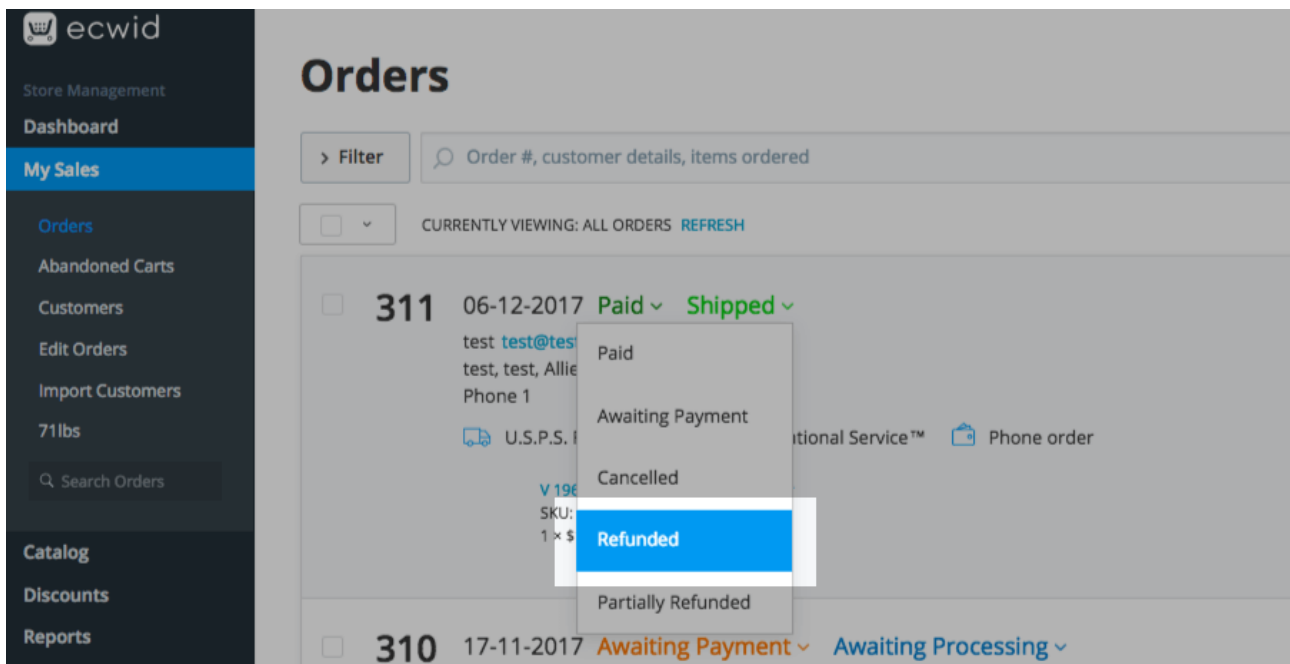 ecwid
Store Management
Dashboard
My Sales
Orders
Abandoned Carts
Customers
Edit Orders
Import Customers
71lbs
Search Orders
Catalog
Discounts
Reports
Orders
> Filter
Order #, customer details, items ordered
CURRENTLY VIEWING: ALL ORDERS REFRESH
311 06-12-2017 Paid Shipped
test
test, test,
Phone 1
U.S.P.S. Service™ Phone order
V
SKU:
1 × $
Paid
Awaiting Payment
Cancelled
Refunded
Partially Refunded
310 17-11-2017 Awaiting Payment Awaiting Processing